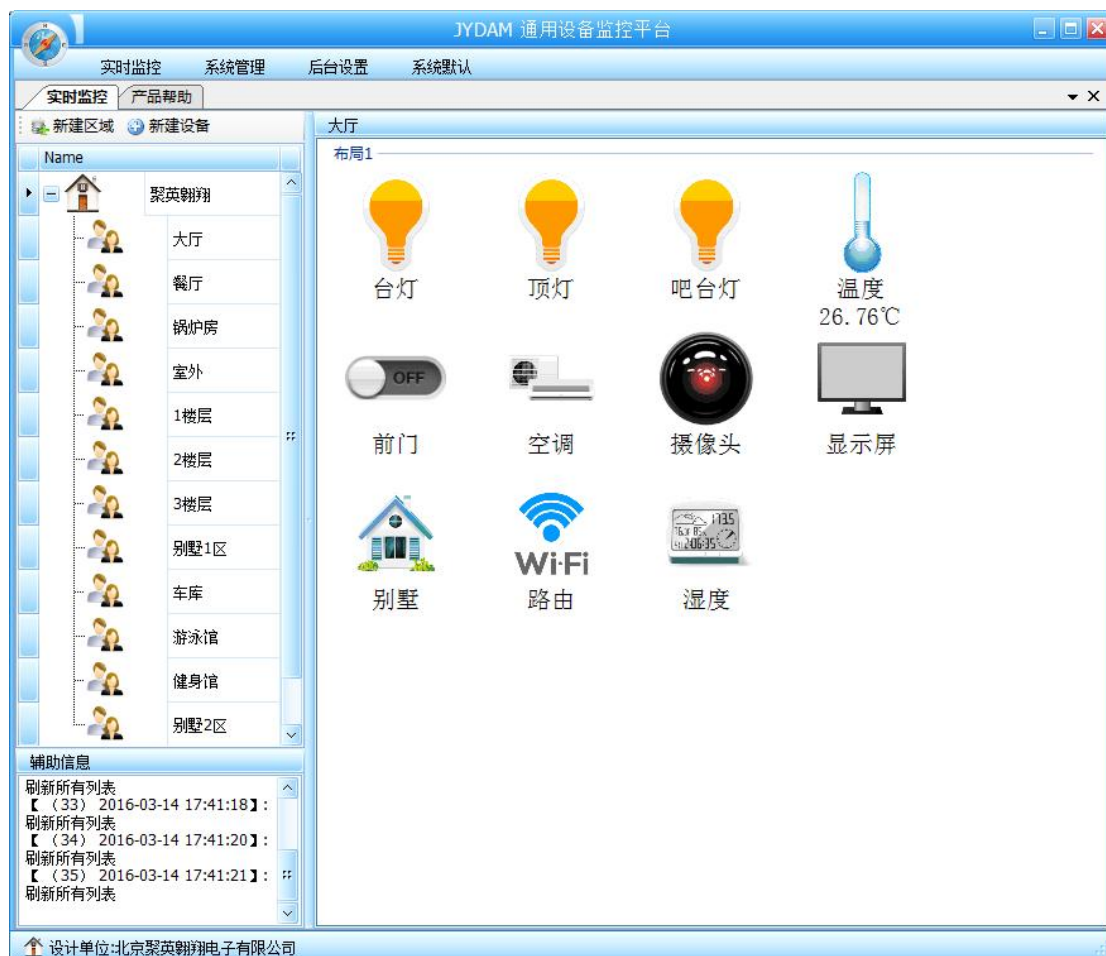 JYDAM 通用设备监控平台
实时监控 系统管理 后台设置 系统默认
实时监控 产品帮助
新建区域 新建设备
Name
聚英翱翔
大厅
餐厅
锅炉房
室外
1楼层
2楼层
3楼层
别墅1区
车库
游泳馆
健身馆
别墅2区
辅助信息
刷新所有列表
【 （33） 2016-03-14 17:41:18】:
刷新所有列表
【 （34） 2016-03-14 17:41:20】:
刷新所有列表
【 （35） 2016-03-14 17:41:21】:
刷新所有列表
大厅
布局1
台灯 顶灯 吧台灯 温度
26.76℃
OFF
前门 空调 摄像头 显示屏
Wi-Fi
别墅 路由 湿度
设计单位:北京聚英翱翔电子有限公司